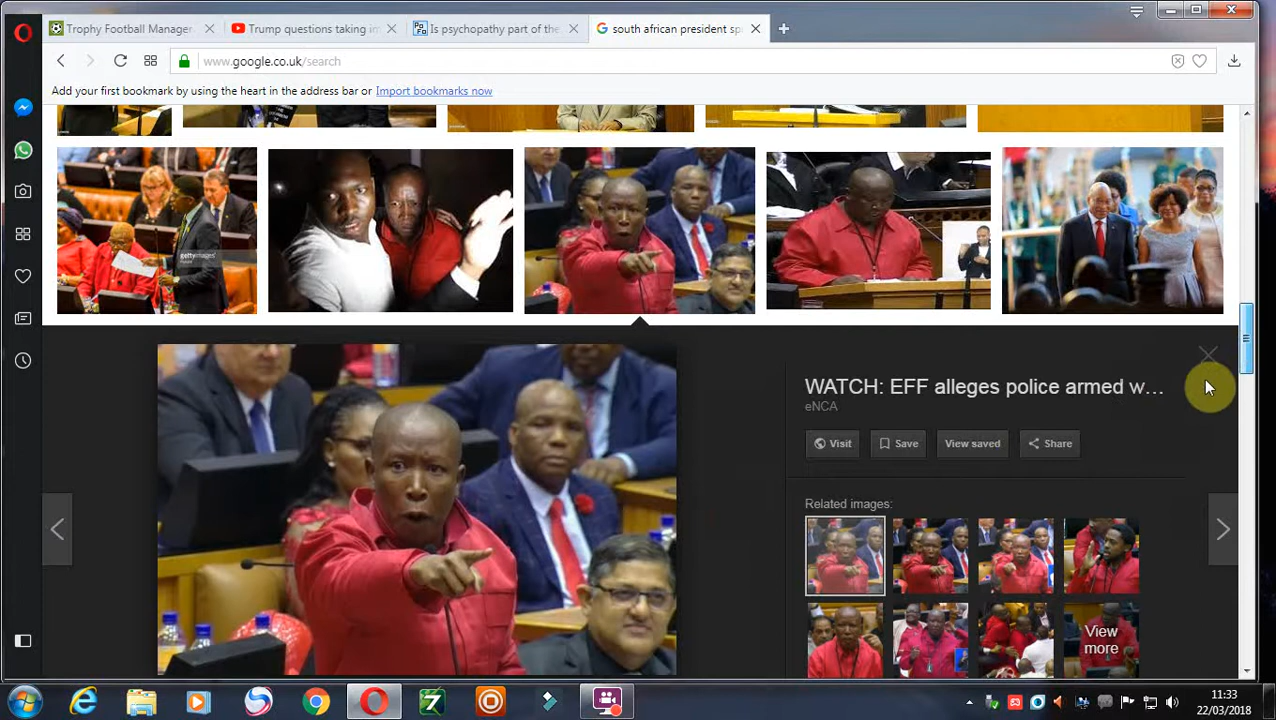 Trophy Football Manager
Trump questions taking i
Is psychopathy part of the
south african president sp
www.google.co.uk/search
Add your first bookmark by using the heart in the address bar or Import bookmarks now
gettyimages
WATCH: EFF alleges police armed w...
eNCA
Visit
Save
View saved
Share
Related images:
View
more
11:33
22/03/2018